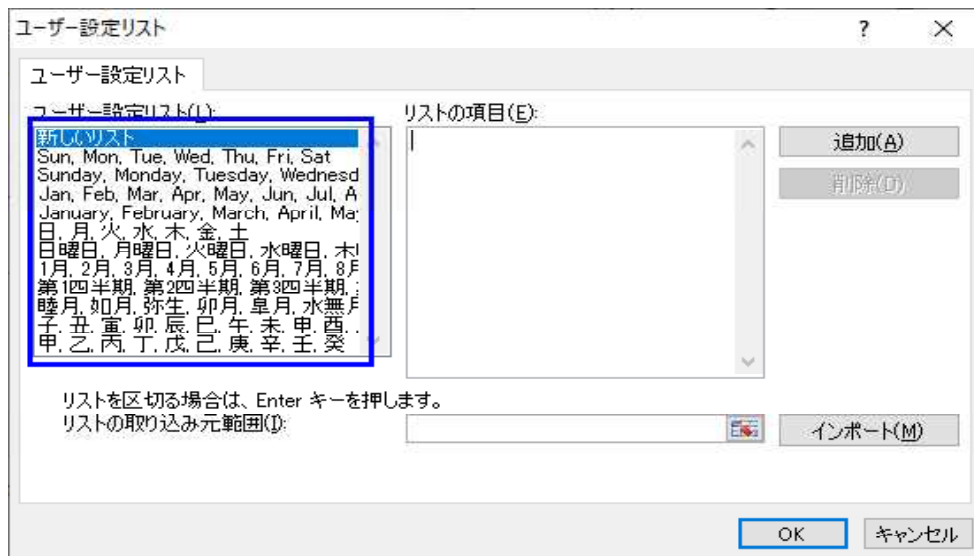 ユーザー設定リスト
? ×
ユーザー設定リスト
ユーザー設定リスト(L):
リストの項目(E):
新しいリスト
Sun, Mon, Tue, Wed, Thu, Fri, Sat
Sunday, Monday, Tuesday, Wednesd
Jan, Feb, Mar, Apr, May, Jun, Jul, A
January, February, March, April, Ma
日, 月, 火, 水, 木, 金, 土
日曜日, 月曜日, 火曜日, 水曜日, 木
1月, 2月, 3月, 4月, 5月, 6月, 7月, 8月
第1四半期, 第2四半期, 第3四半期,
睦月, 如月, 弥生, 卯月, 皐月, 水無月
子, 丑, 寅, 卯, 辰, 巳, 午, 未, 申, 酉,
甲, 乙, 丙, 丁, 戊, 己, 庚, 辛, 壬, 癸
追加(A)
削除(D)
リストを区切る場合は、Enter キーを押します。
リストの取り込み元範囲(I):
インポート(M)
OK
キャンセル